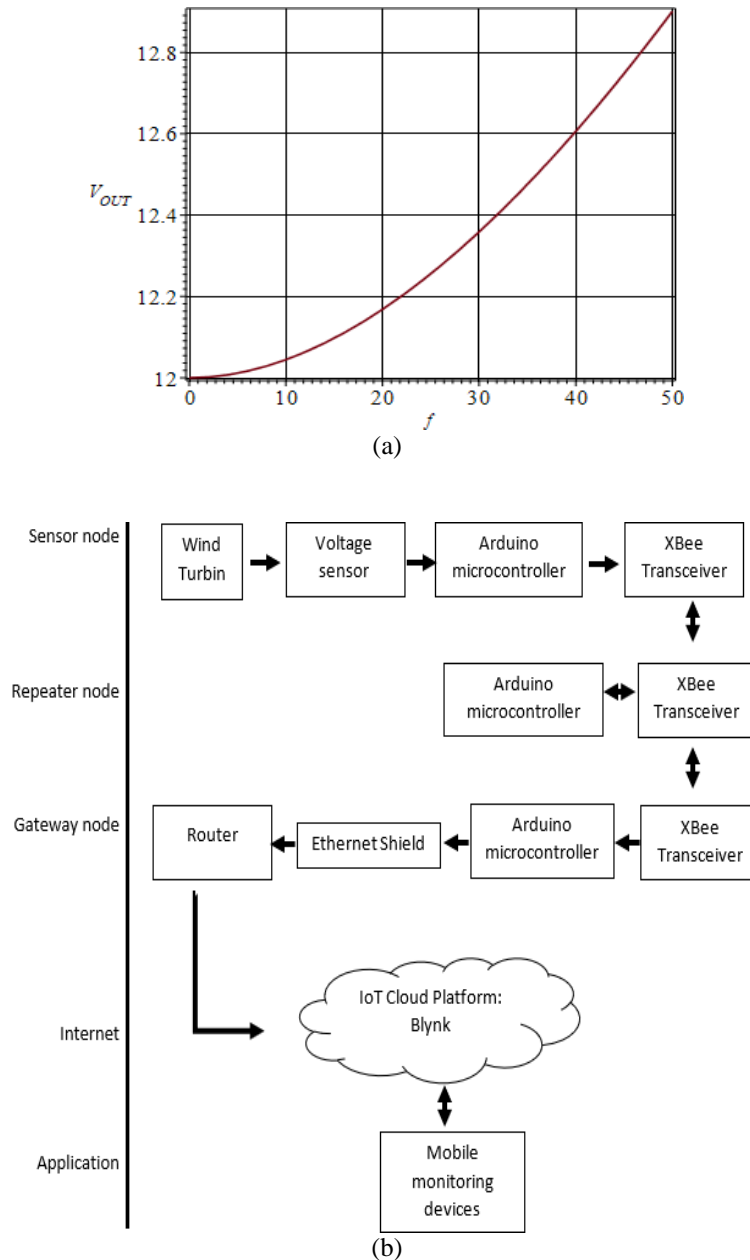 12.8
12.6
V_OUT
12.4
12.2
12
0 10 20 30 40 50
f
(a)
Sensor node
Wind
Turbin
Voltage
sensor
Arduino
microcontroller
XBee
Transceiver
Repeater node
Arduino
microcontroller
XBee
Transceiver
Gateway node
Router
Ethernet Shield
Arduino
microcontroller
XBee
Transceiver
Internet
IoT Cloud Platform:
Blynk
Application
Mobile
monitoring
devices
(b)